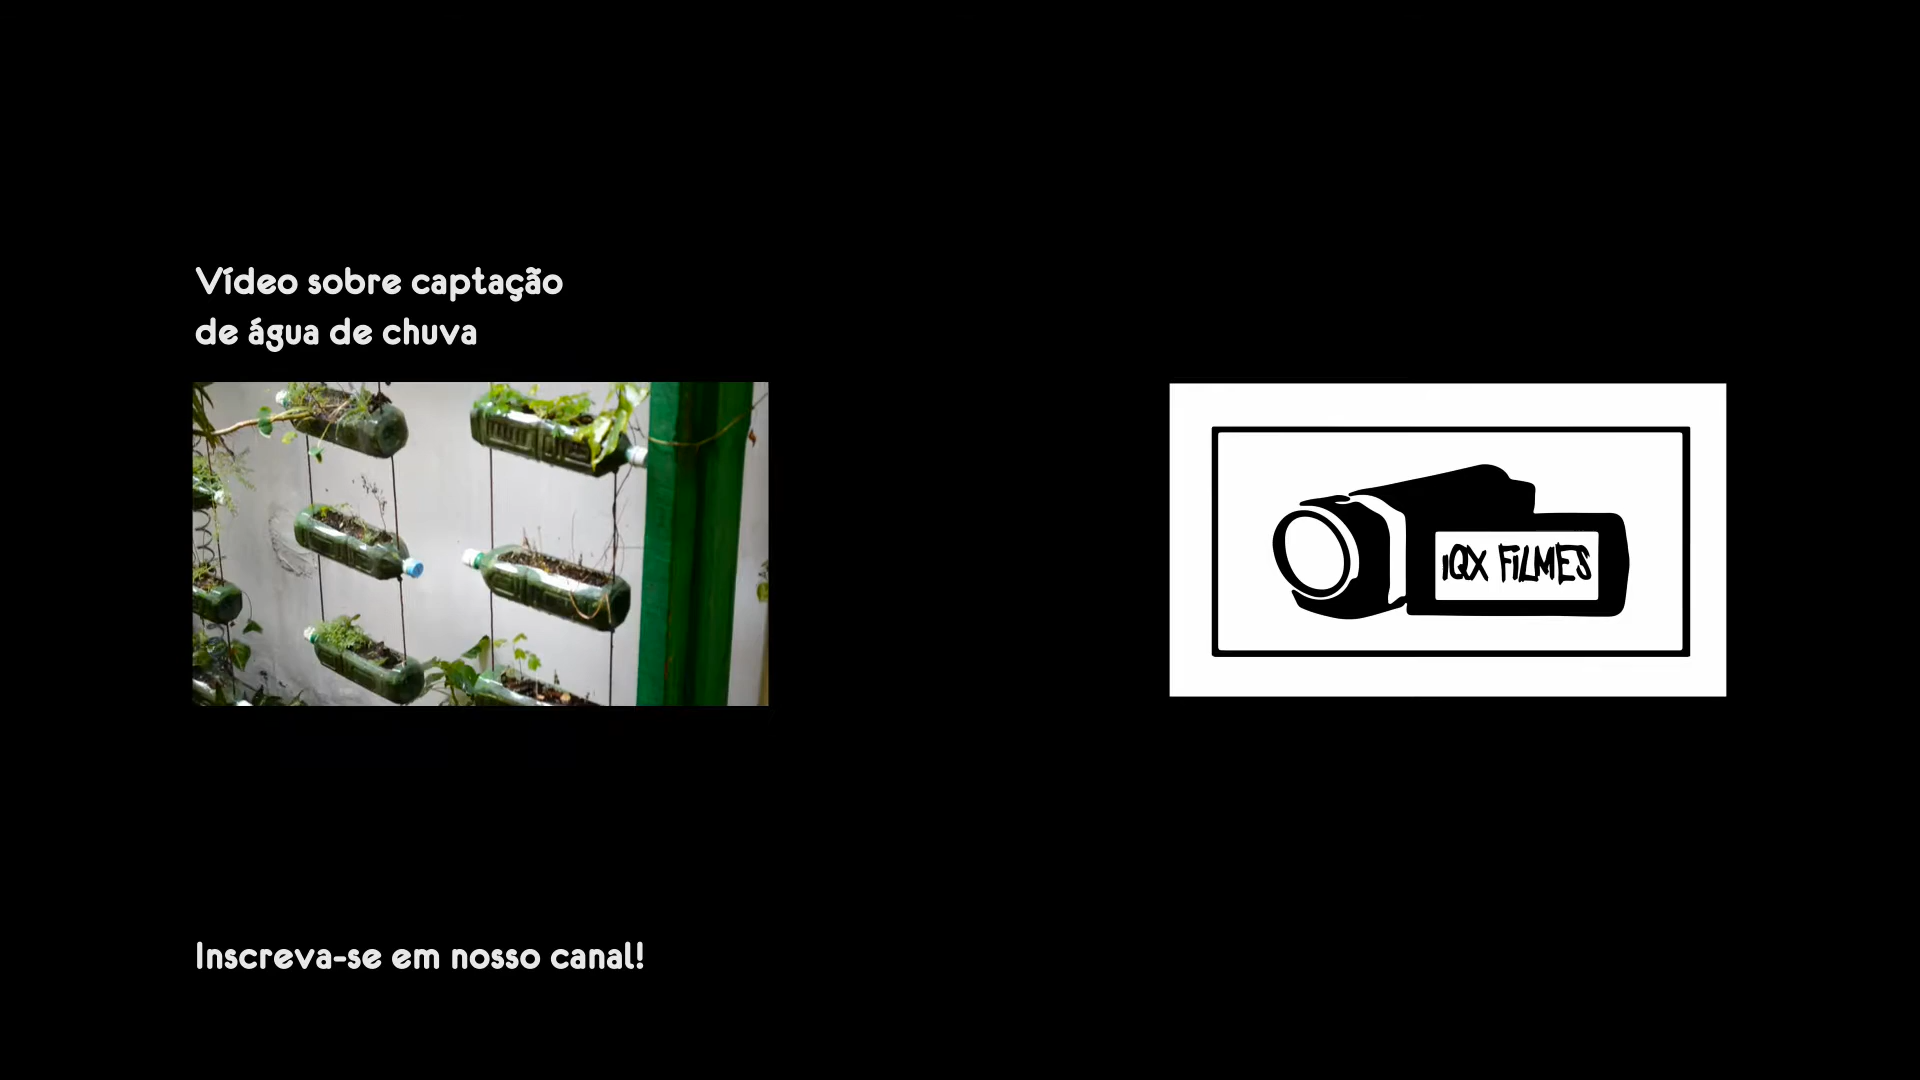 Vídeo sobre captação
de água de chuva
iQX FiLMES
Inscreva-se em nosso canal!